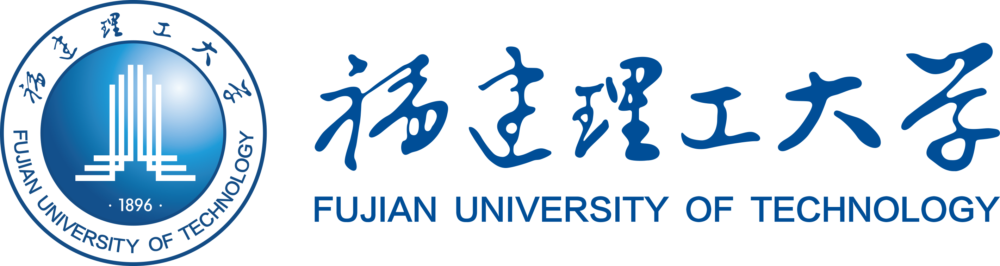 福建理工大学
FUJIAN UNIVERSITY OF TECHNOLOGY
· 1896 ·
福建理工大学
FUJIAN UNIVERSITY OF TECHNOLOGY